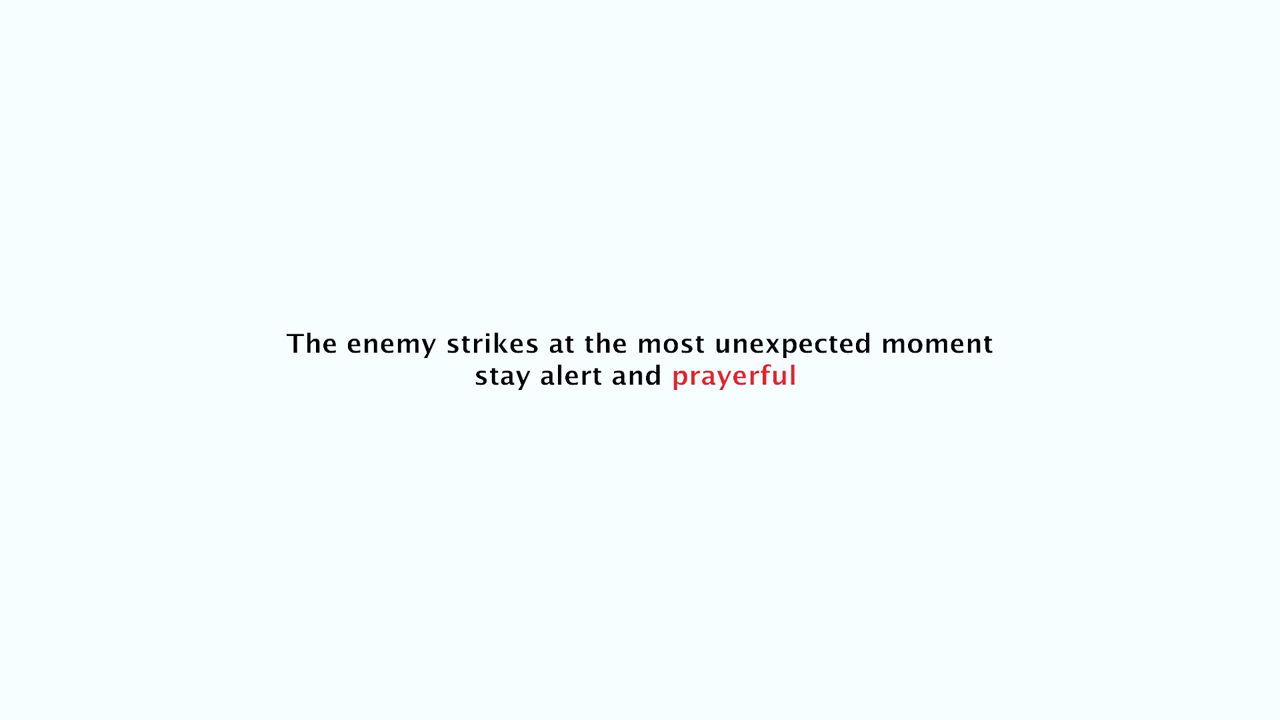 The enemy strikes at the most unexpected moment
stay alert and prayerful